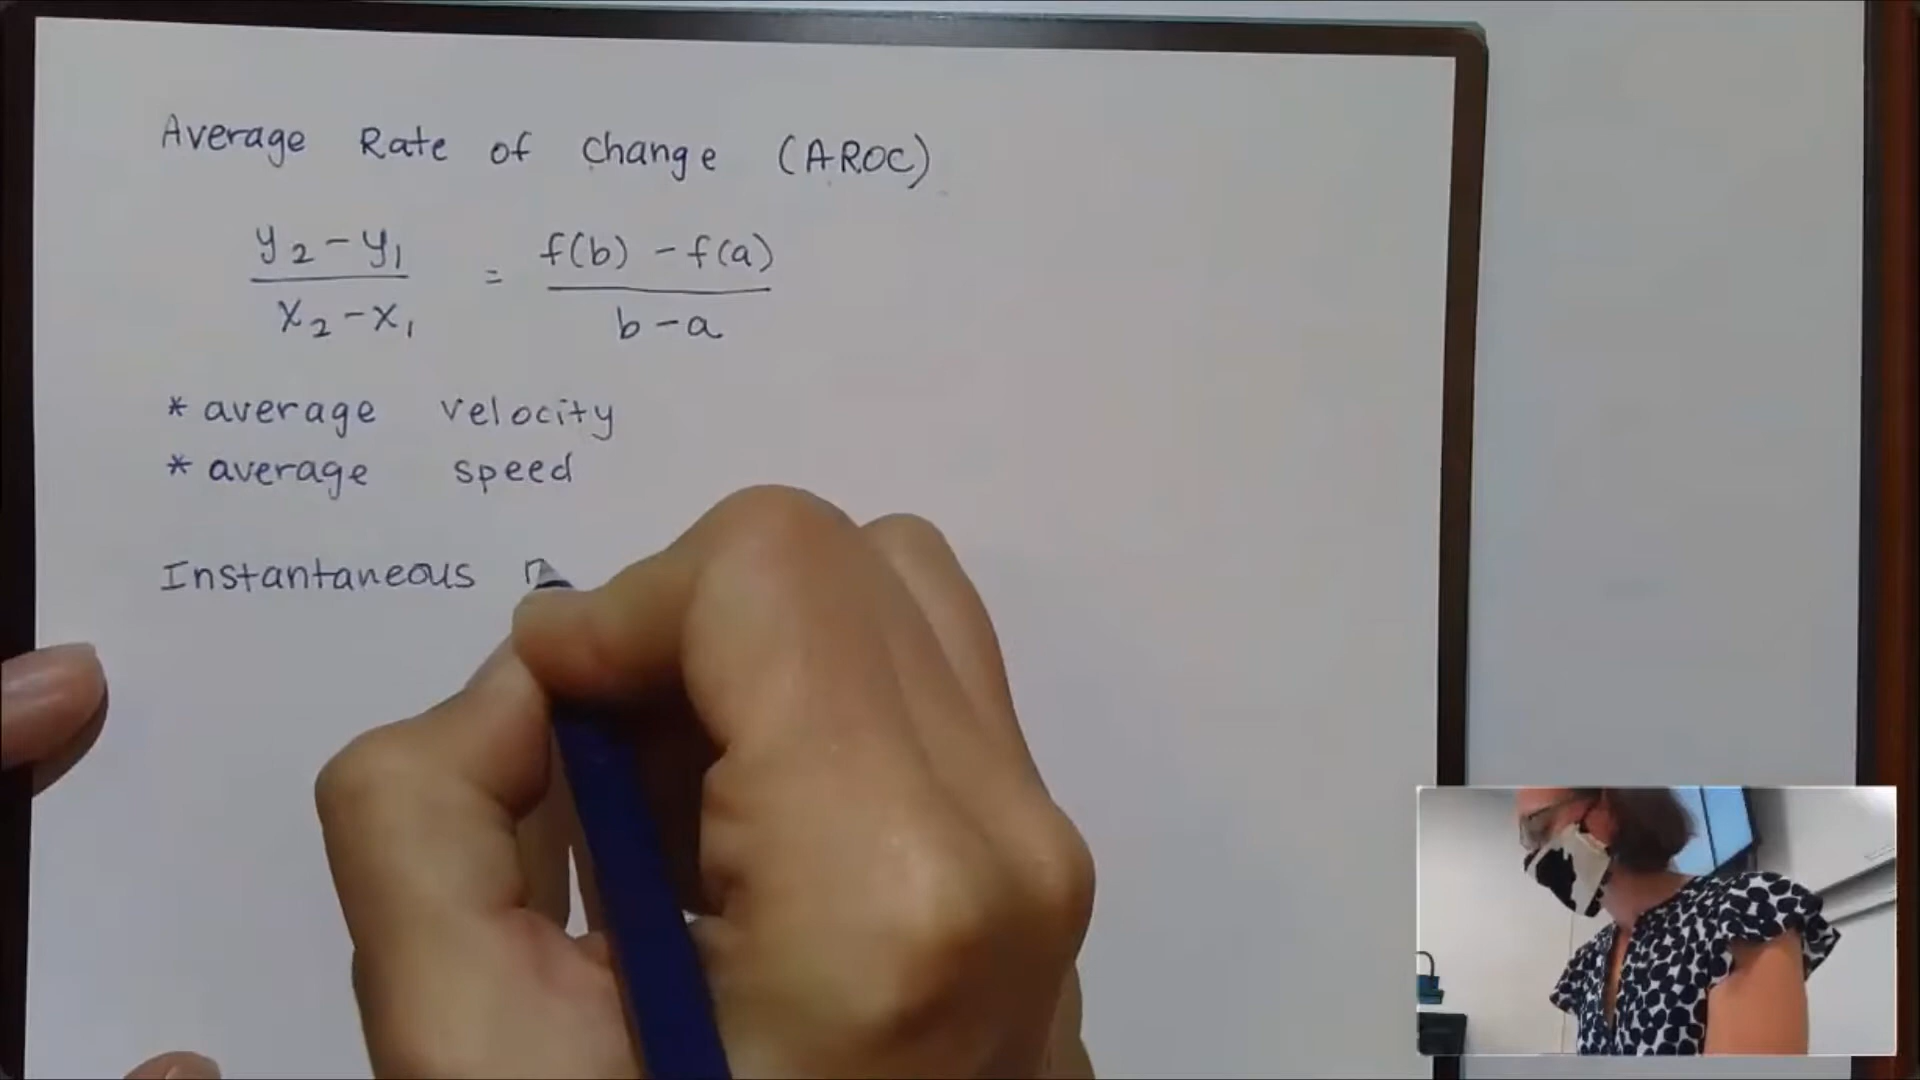 Average Rate of Change (AROC)
y2 - y1 / x2 - x1 = f(b) - f(a) / b - a
* average velocity
* average speed
Instantaneous